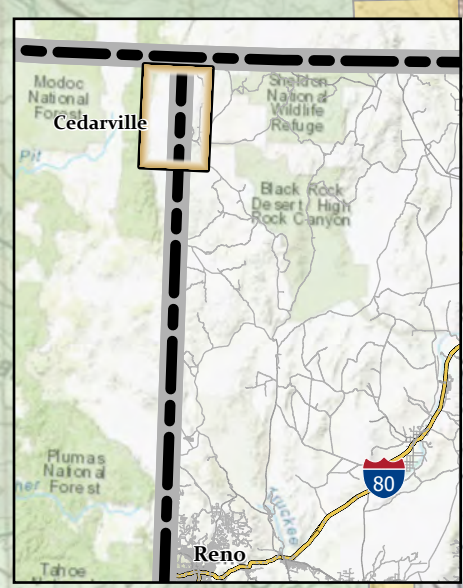 Modoc
National
Forest
Cedarville
Sheldon
National
Wildlife
Refuge
Pit
Black Rock
Desert / High
Rock Canyon
Plumas
National
Forest
80
Truckee
Reno
Tahoe